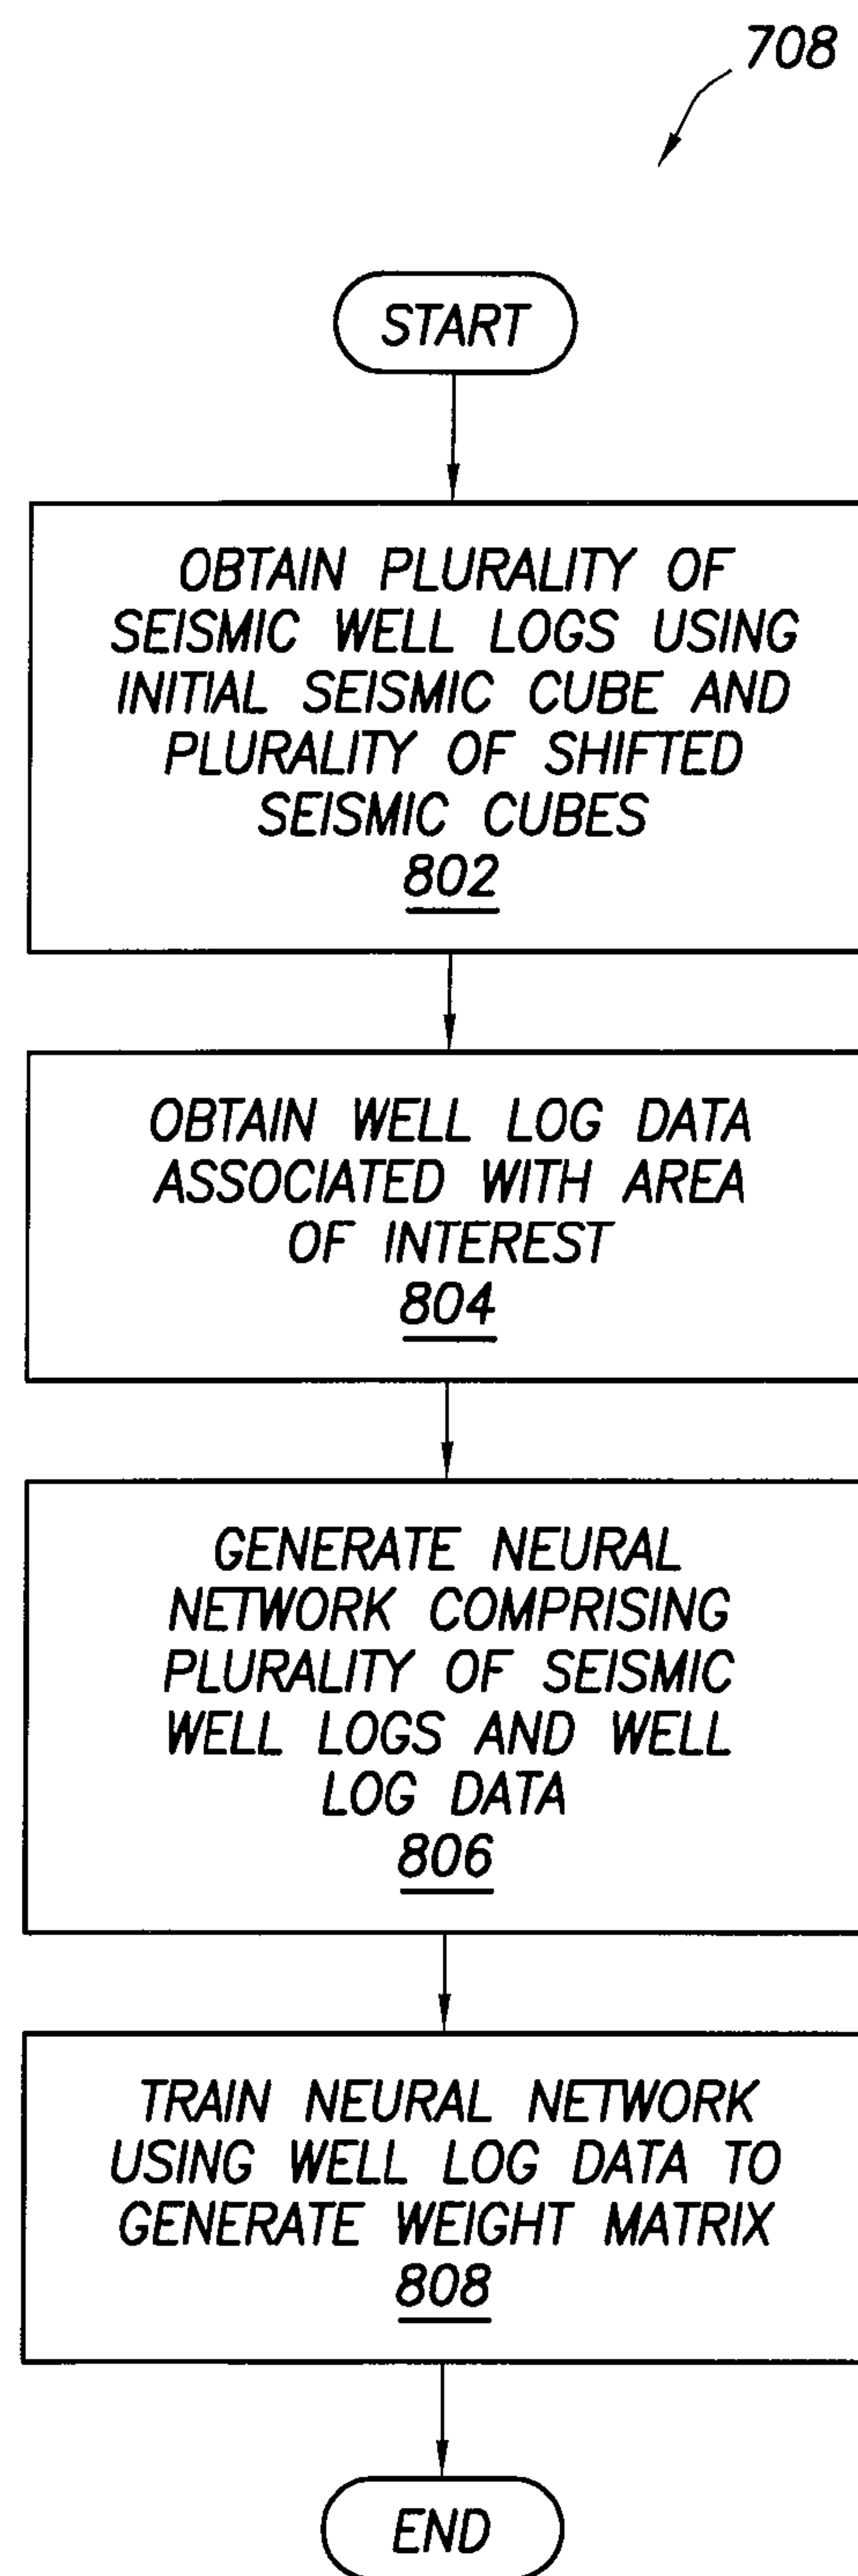 708
START
OBTAIN PLURALITY OF
SEISMIC WELL LOGS USING
INITIAL SEISMIC CUBE AND
PLURALITY OF SHIFTED
SEISMIC CUBES
802
OBTAIN WELL LOG DATA
ASSOCIATED WITH AREA
OF INTEREST
804
GENERATE NEURAL
NETWORK COMPRISING
PLURALITY OF SEISMIC
WELL LOGS AND WELL
LOG DATA
806
TRAIN NEURAL NETWORK
USING WELL LOG DATA TO
GENERATE WEIGHT MATRIX
808
END